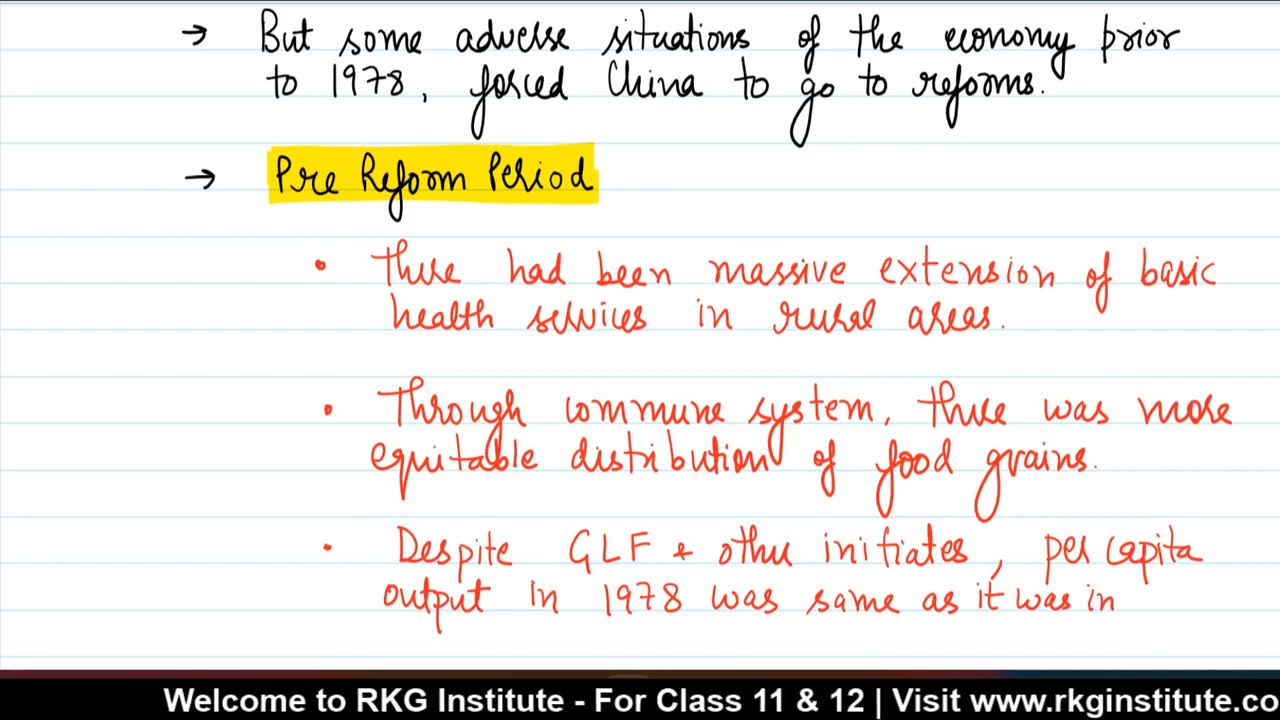 → But some adverse situations of the economy prior
to 1978, forced China to go to reforms.
→ Pre Reform Period
• There had been massive extension of basic
health services in rural areas.
• Through commune system, there was more
equitable distribution of food grains.
• Despite GLF & other initiates, per capita
output in 1978 was same as it was in
Welcome to RKG Institute - For Class 11 & 12 | Visit www.rkginstitute.co